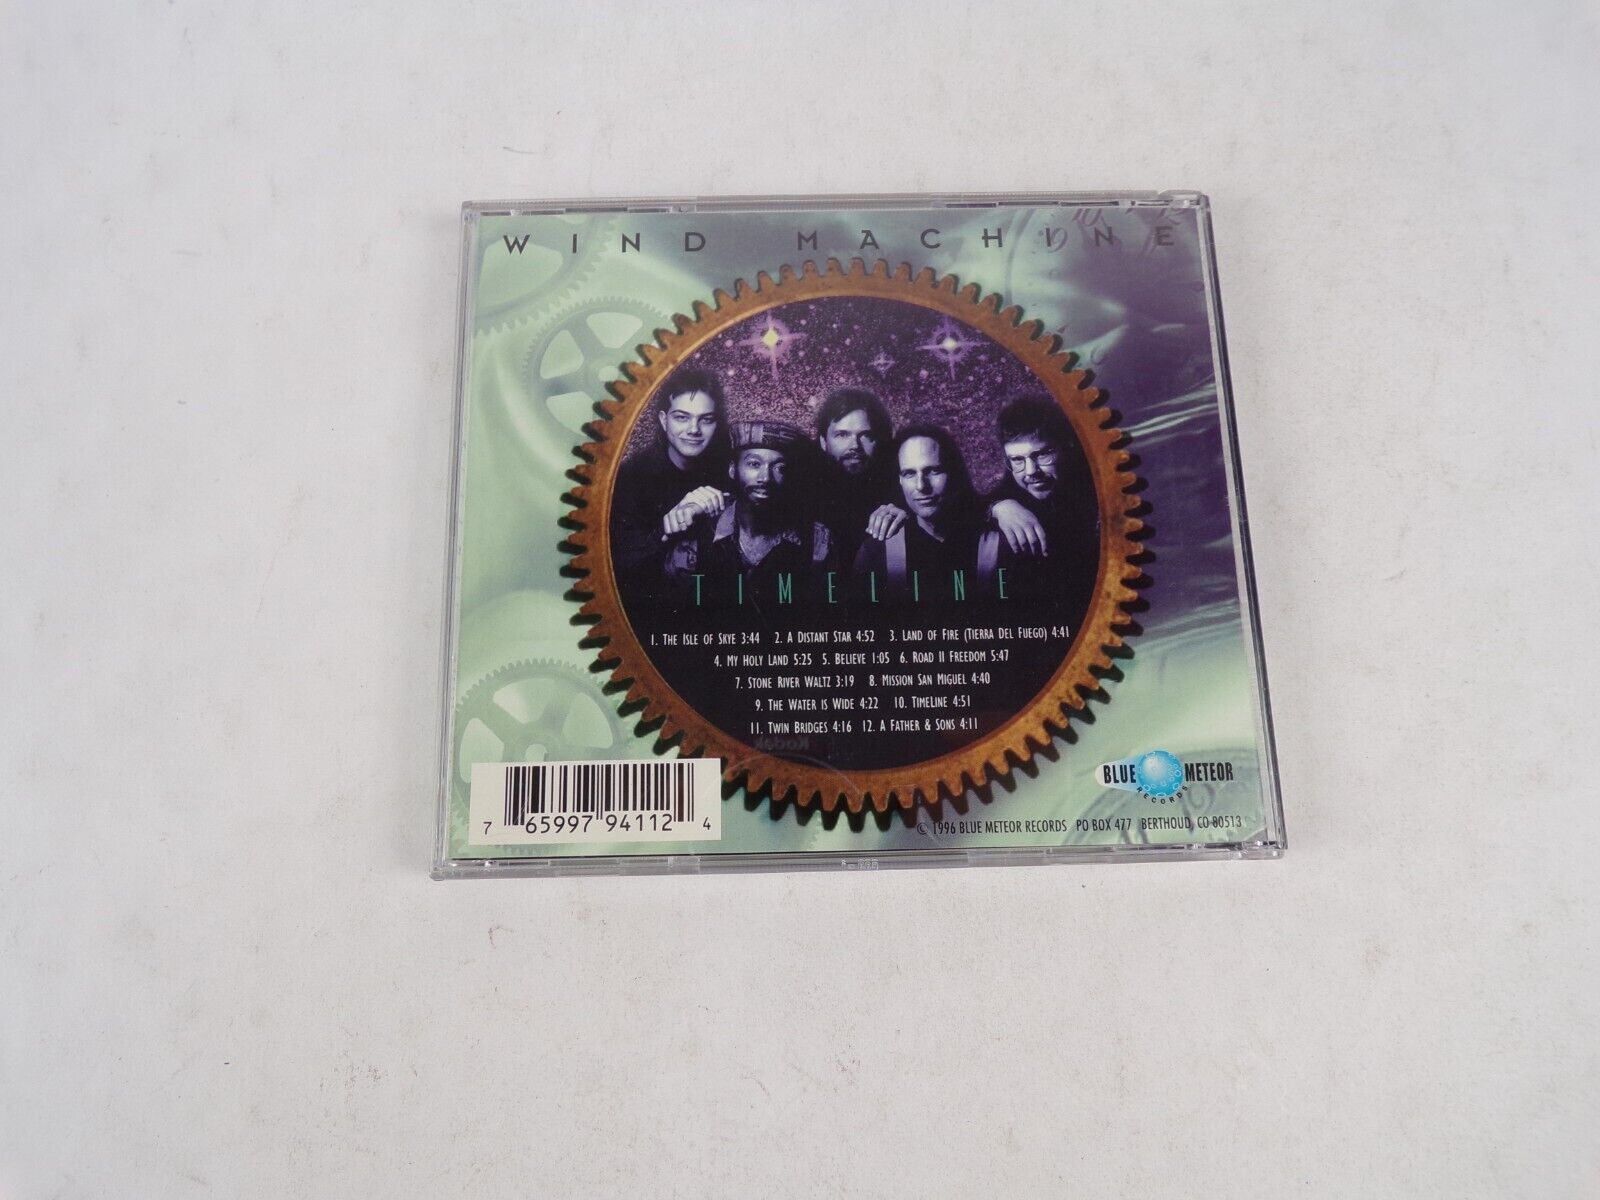 WIND MACHINE
TIMELINE
1. THE ISLE OF SKYE 3:44 2. A DISTANT STAR 4:52 3. LAND OF FIRE (TIERRA DEL FUEGO) 4:41
4. MY HOLY LAND 5:25 5. BELIEVE 1:05 6. ROAD II FREEDOM 5:47
7. STONE RIVER WALTZ 3:19 8. MISSION SAN MIGUEL 4:40
9. THE WATER IS WIDE 4:22 10. TIMELINE 4:51
11. TWIN BRIDGES 4:16 12. A FATHER & SONS 4:11
Kodak
BLUE METEOR
RECORDS
7 65997 94112 4
© 1996 BLUE METEOR RECORDS PO BOX 477 BERTHOUD, CO 80513